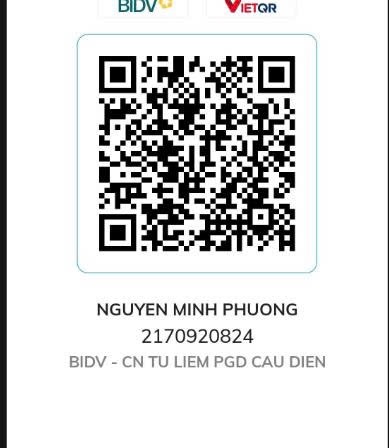 BIDV
VIETQR
NGUYEN MINH PHUONG
2170920824
BIDV - CN TU LIEM PGD CAU DIEN